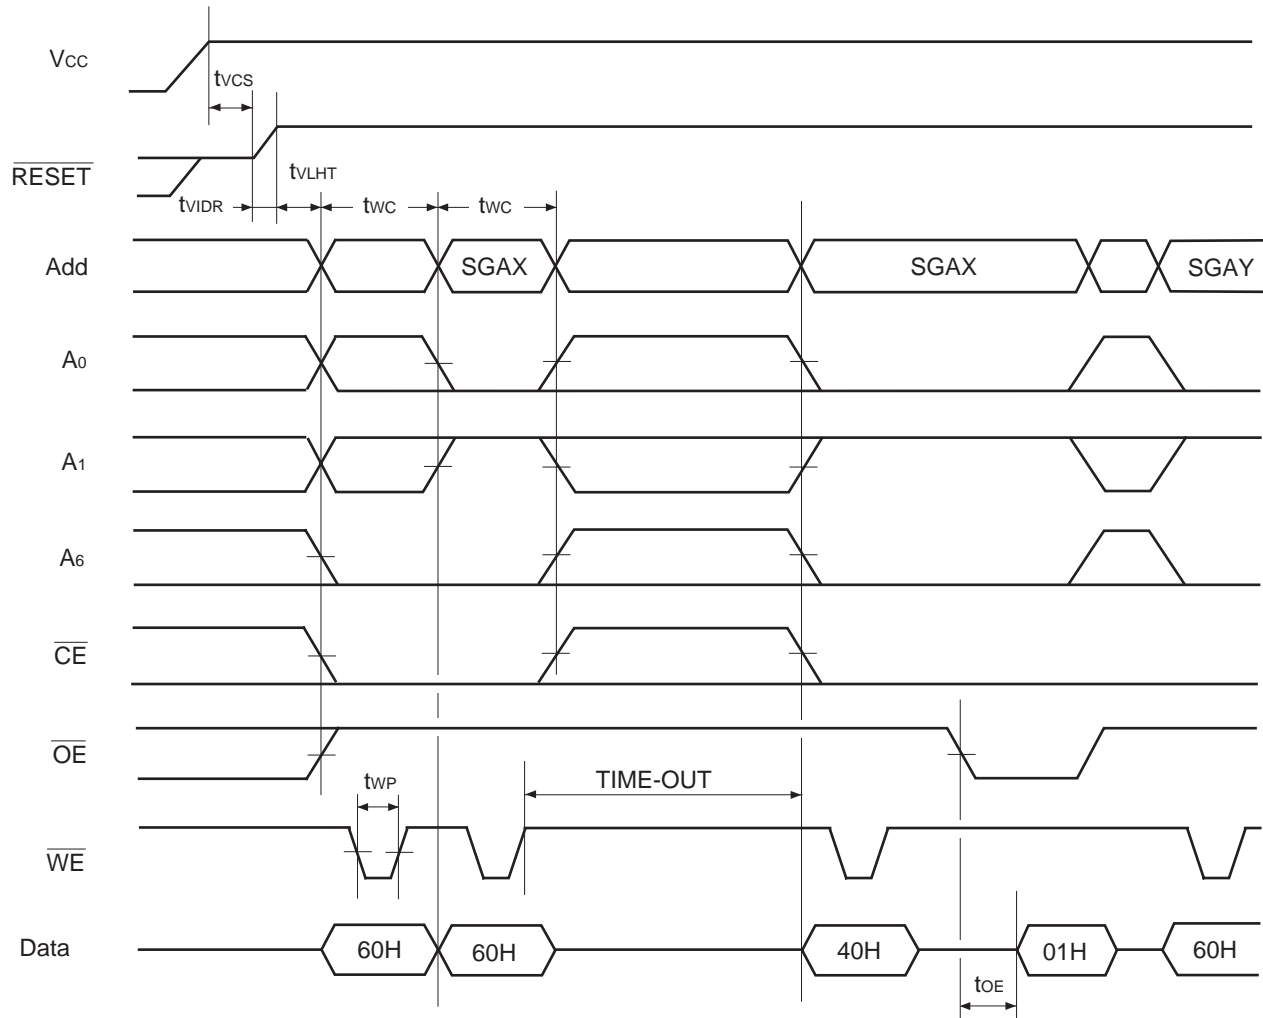 VCC
tVCS
RESET
tVLHT
tVIDR
tWC
tWC
Add
SGAX
SGAX
SGAY
A0
A1
A6
CE
OE
tWP
TIME-OUT
WE
Data
60H
60H
40H
01H
60H
tOE